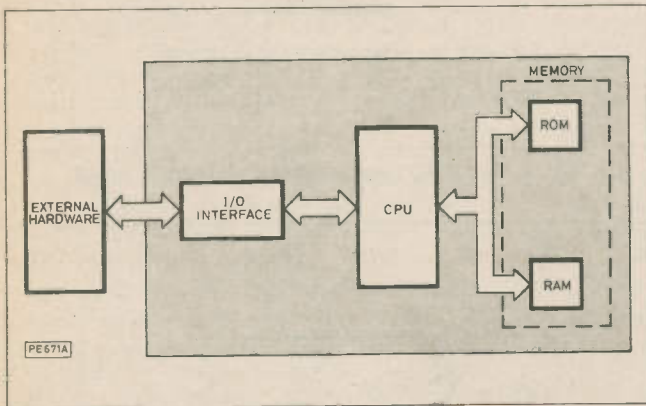 MEMORY
ROM
EXTERNAL
HARDWARE
I/O
INTERFACE
CPU
RAM
PE671A